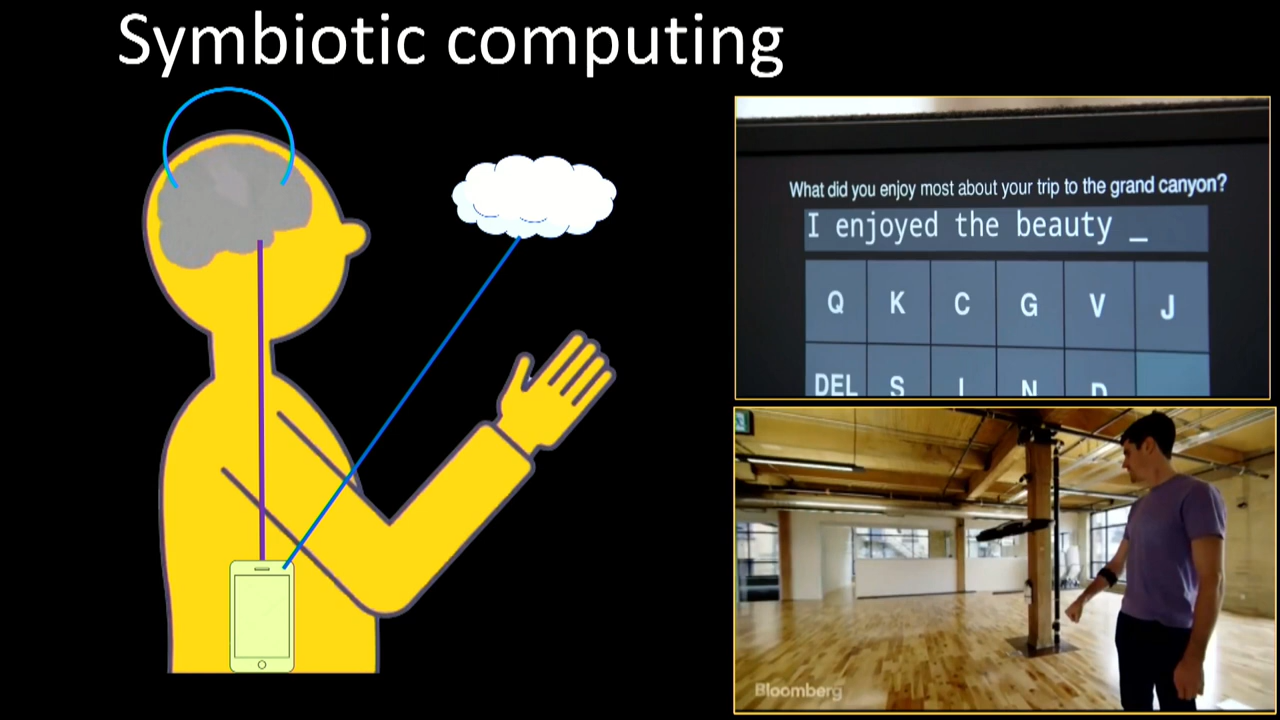 Symbiotic computing
What did you enjoy most about your trip to the grand canyon?
I enjoyed the beauty _
Q K C G V J
DEL S I N D
Bloomberg